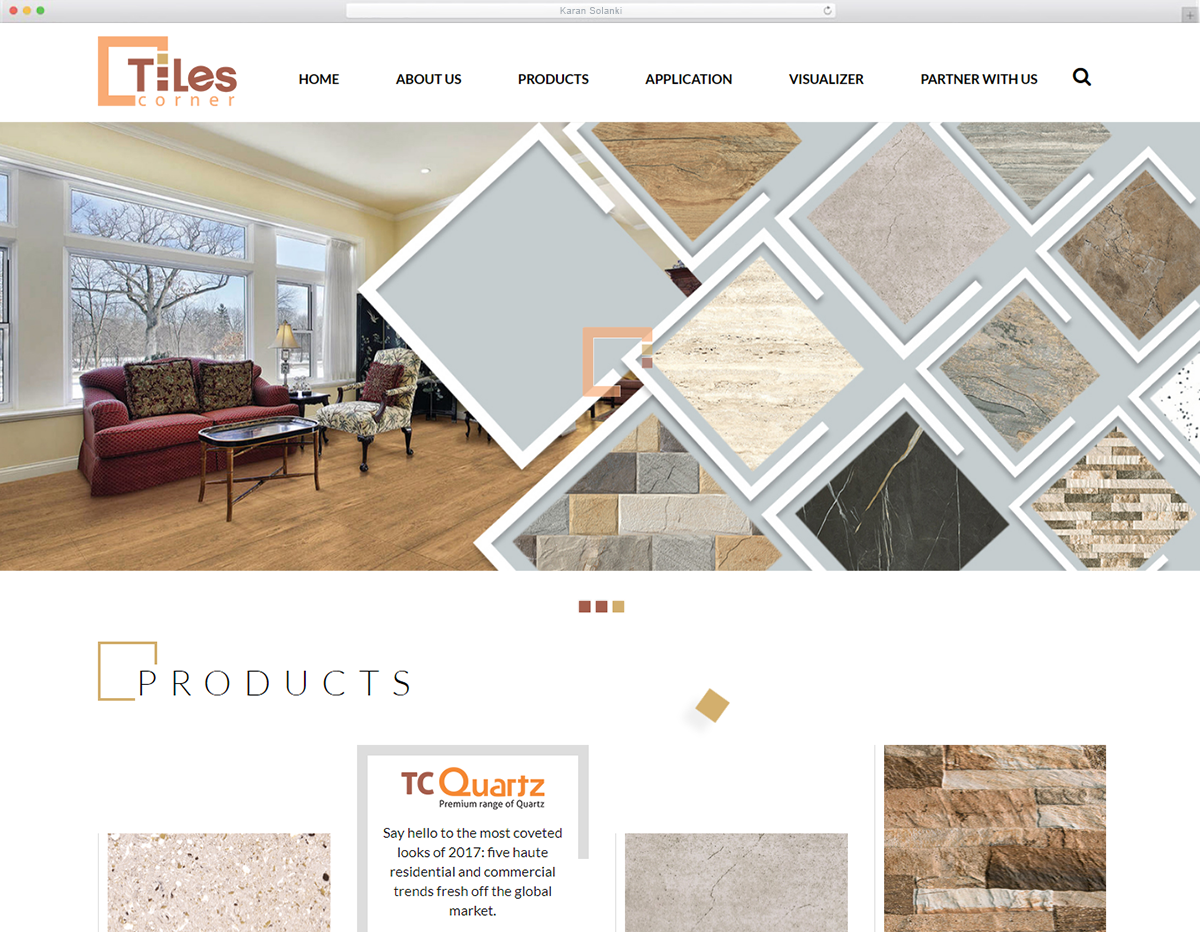 Karan Solanki
Tiles
corner
HOME
ABOUT US
PRODUCTS
APPLICATION
VISUALIZER
PARTNER WITH US
PRODUCTS
TC Quartz
Premium range of Quartz
Say hello to the most coveted
looks of 2017: five haute
residential and commercial
trends fresh off the global
market.